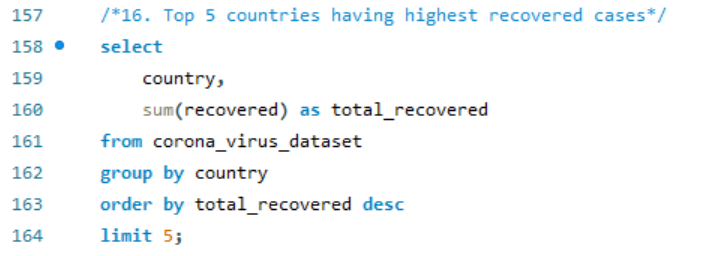 157 /*16. Top 5 countries having highest recovered cases*/
158 select
159 country,
160 sum(recovered) as total_recovered
161 from corona_virus_dataset
162 group by country
163 order by total_recovered desc
164 limit 5;